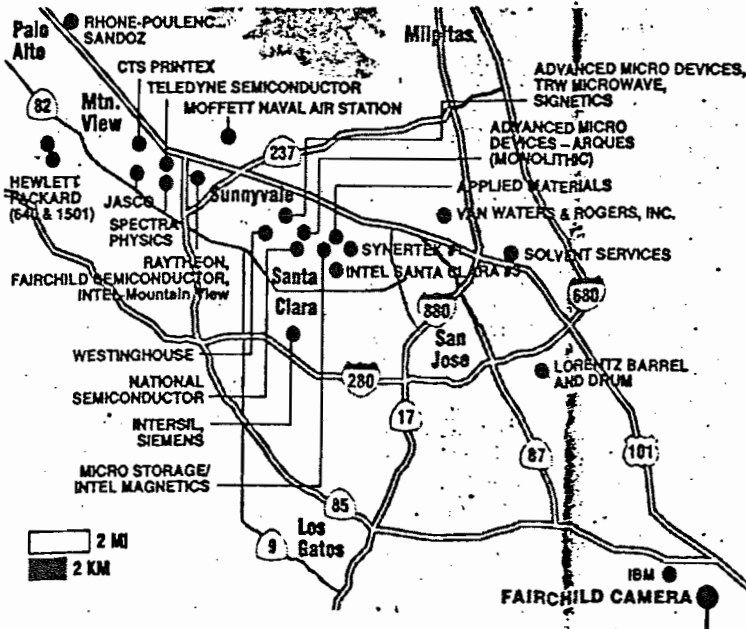 Palo
Alto
RHONE-POULENC
SANDOZ
Milpitas
CTS PRINTEX
TELEDYNE SEMICONDUCTOR
MOFFETT NAVAL AIR STATION
ADVANCED MICRO DEVICES,
TRW MICROWAVE,
SIGNETICS
82
Mtn.
View
237
ADVANCED MICRO
DEVICES – ARQUES
(MONOLITHIC)
HEWLETT
PACKARD
(640 & 1501)
JASCO
Sunnyvale
APPLIED MATERIALS
SPECTRA
PHYSICS
VAN WATERS & ROGERS, INC.
RAYTHEON,
FAIRCHILD SEMICONDUCTOR,
INTEL-Mountain View
SYNERTEK #1
SOLVENT SERVICES
INTEL SANTA CLARA #3
Santa
Clara
880
680
San
Jose
WESTINGHOUSE
280
LORENTZ BARREL
AND DRUM
NATIONAL
SEMICONDUCTOR
17
INTERSIL,
SIEMENS
87
101
MICRO STORAGE/
INTEL MAGNETICS
85
Los
Gatos
9
2 MI
2 KM
IBM
FAIRCHILD CAMERA